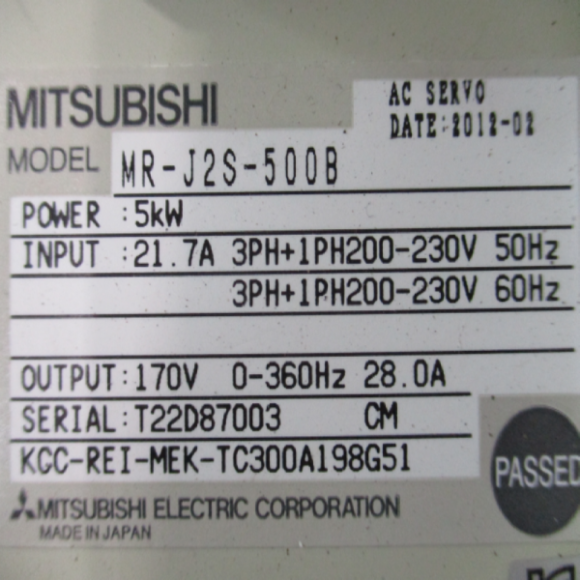 MITSUBISHI
AC SERVO
DATE:2012-02
MODEL MR-J2S-500B
POWER :5kW
INPUT :21.7A 3PH+1PH200-230V 50Hz
3PH+1PH200-230V 60Hz
OUTPUT:170V 0-360Hz 28.0A
SERIAL:T22D87003 CM
KCC-REI-MEK-TC300A198G51
PASSED
MITSUBISHI ELECTRIC CORPORATION
MADE IN JAPAN